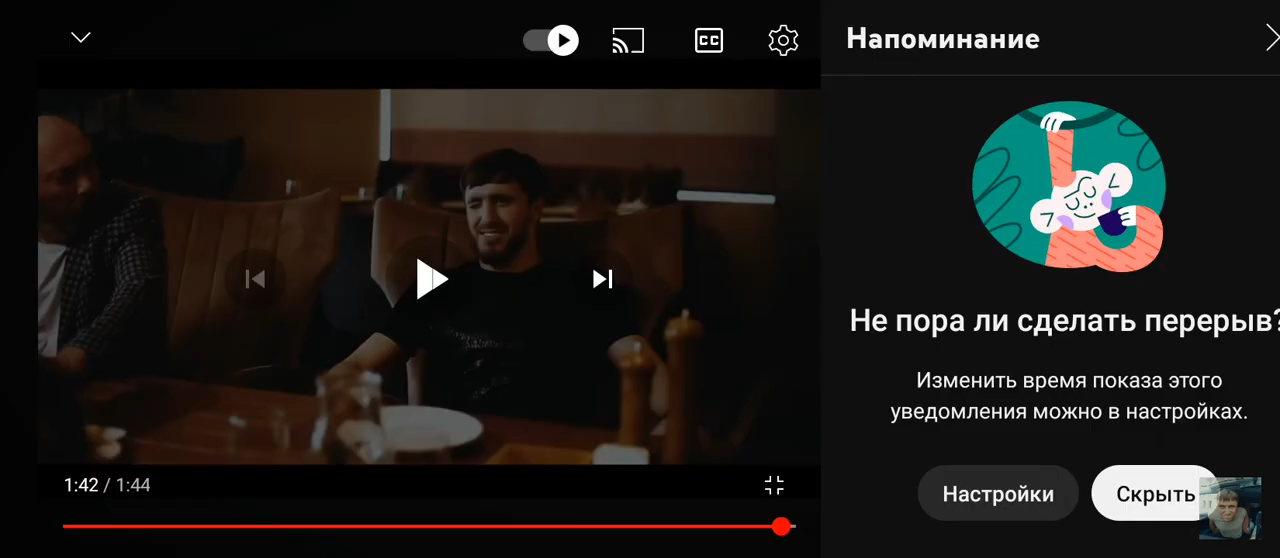 CC
Напоминание
Не пора ли сделать перерыв?
Изменить время показа этого
уведомления можно в настройках.
1:42 / 1:44
Настройки
Скрыть